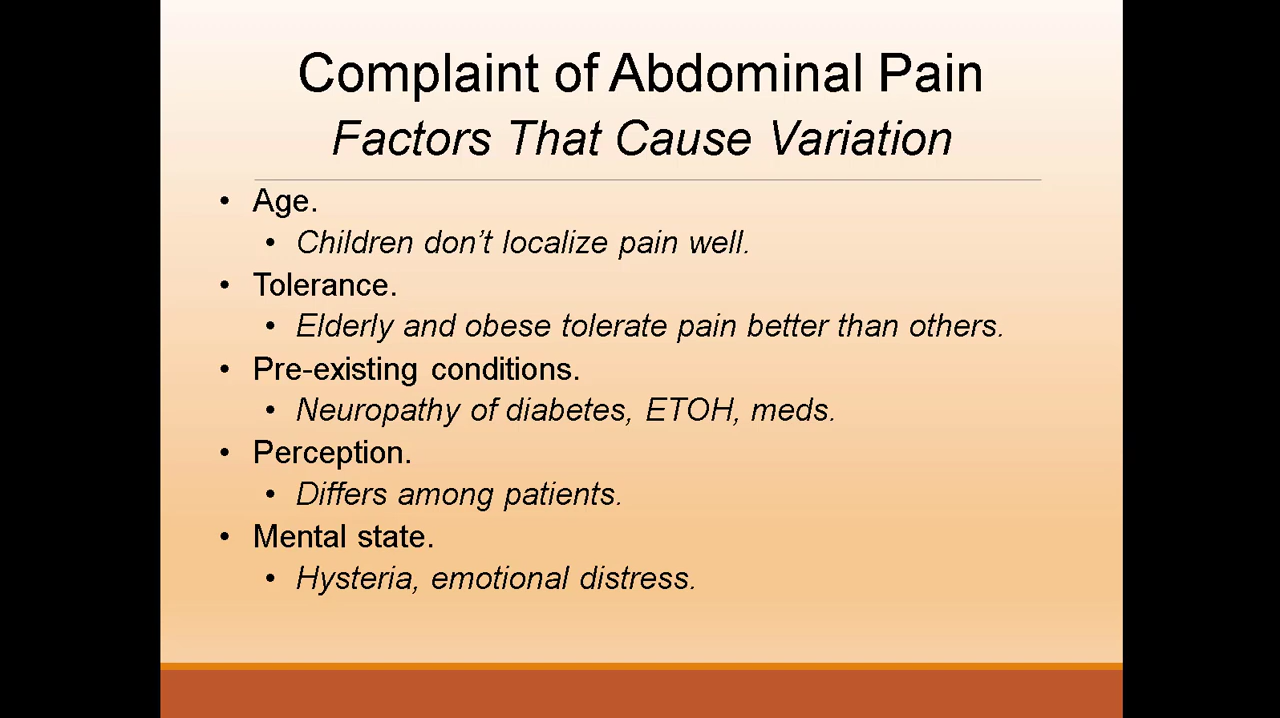 Complaint of Abdominal Pain
Factors That Cause Variation
• Age.
• Children don't localize pain well.
• Tolerance.
• Elderly and obese tolerate pain better than others.
• Pre-existing conditions.
• Neuropathy of diabetes, ETOH, meds.
• Perception.
• Differs among patients.
• Mental state.
• Hysteria, emotional distress.